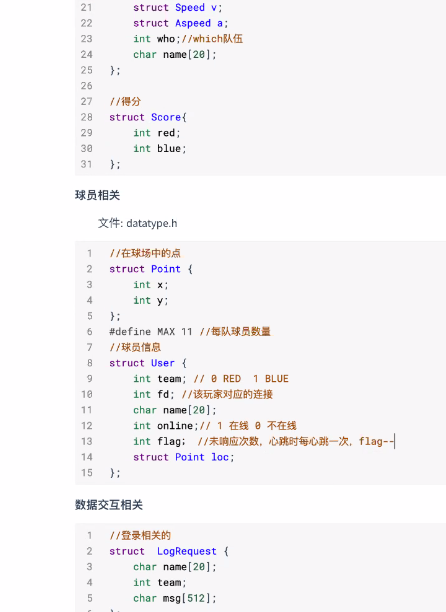 21 struct Speed v;
22 struct Aspeed a;
23 int who;//which队伍
24 char name[20];
25 };
26
27 //得分
28 struct Score{
29 int red;
30 int blue;
31 };
球员相关
文件: datatype.h
1 //在球场中的点
2 struct Point {
3 int x;
4 int y;
5 };
6 #define MAX 11 //每队球员数量
7 //球员信息
8 struct User {
9 int team; // 0 RED 1 BLUE
10 int fd; //该玩家对应的连接
11 char name[20];
12 int online;// 1 在线 0 不在线
13 int flag; //未响应次数, 心跳时每心跳一次, flag--
14 struct Point loc;
15 };
数据交互相关
1 //登录相关的
2 struct LogRequest {
3 char name[20];
4 int team;
5 char msg[512];